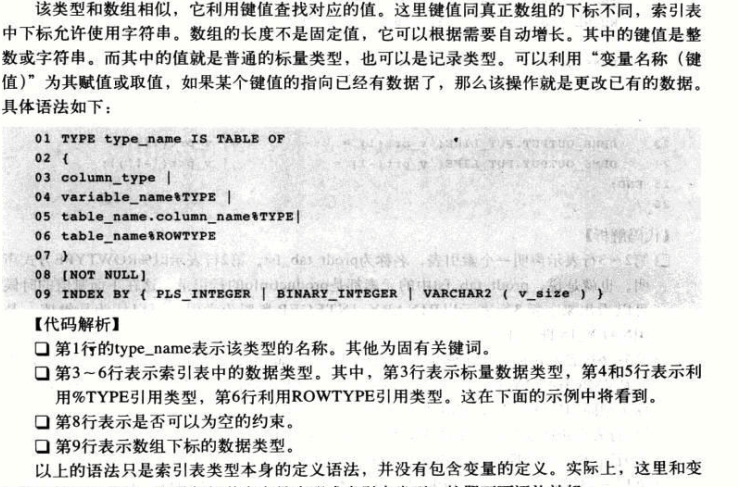 该类型和数组相似，它利用键值查找对应的值。这里键值同真正数组的下标不同，索引表
中下标允许使用字符串。数组的长度不是固定值，它可以根据需要自动增长。其中的键值是整
数或字符串。而其中的值就是普通的标量类型，也可以是记录类型。可以利用“变量名称（键
值）”为其赋值或取值，如果某个键值的指向已经有数据了，那么该操作就是更改已有的数据。
具体语法如下：
01 TYPE type_name IS TABLE OF
02 {
03 column_type |
04 variable_name%TYPE |
05 table_name.column_name%TYPE|
06 table_name%ROWTYPE
07 }
08 [NOT NULL]
09 INDEX BY { PLS_INTEGER | BINARY_INTEGER | VARCHAR2 ( v_size ) }
【代码解析】
❑ 第1行的type_name表示该类型的名称。其他为固有关键词。
❑ 第3～6行表示索引表中的数据类型。其中，第3行表示标量数据类型，第4和5行表示利
用%TYPE引用类型，第6行利用ROWTYPE引用类型。这在下面的示例中将看到。
❑ 第8行表示是否可以为空的约束。
❑ 第9行表示数组下标的数据类型。
以上的语法只是索引表类型本身的定义语法，并没有包含变量的定义。实际上，这里和变